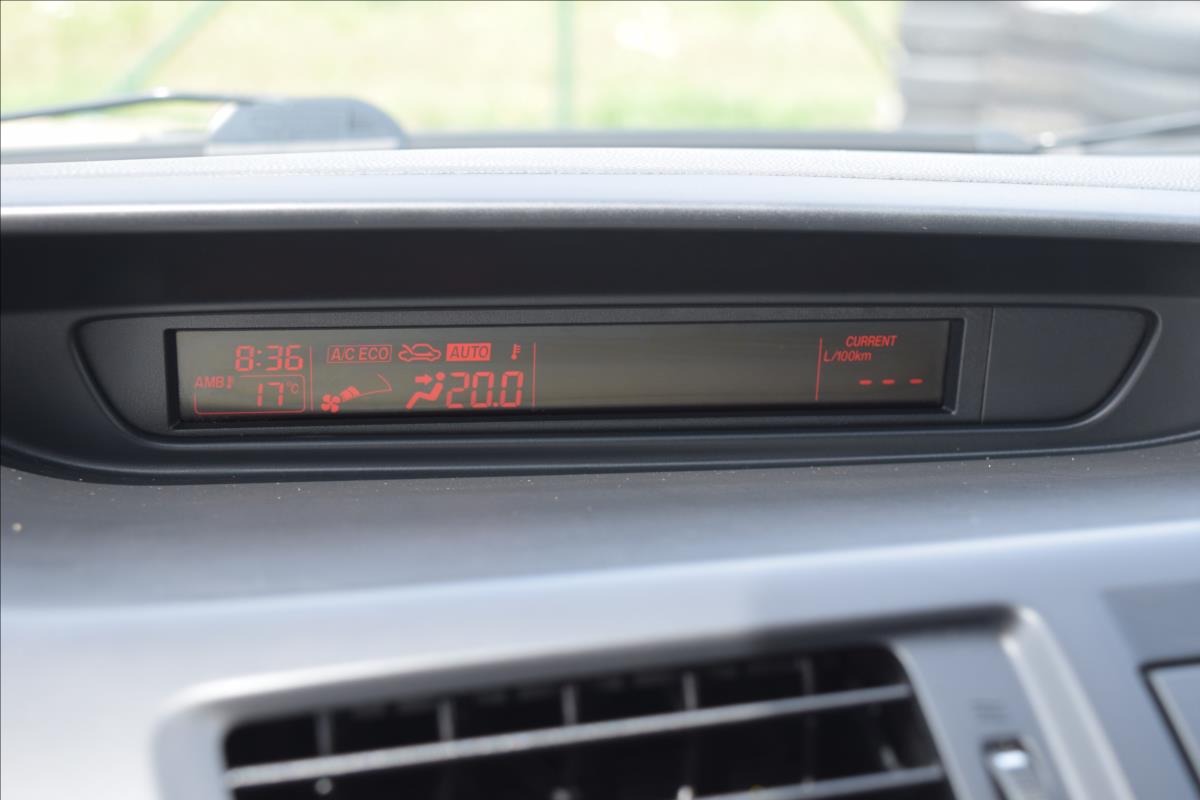 8:36
AMB 17°C
A/C ECO AUTO
20.0
CURRENT
L/100km
---